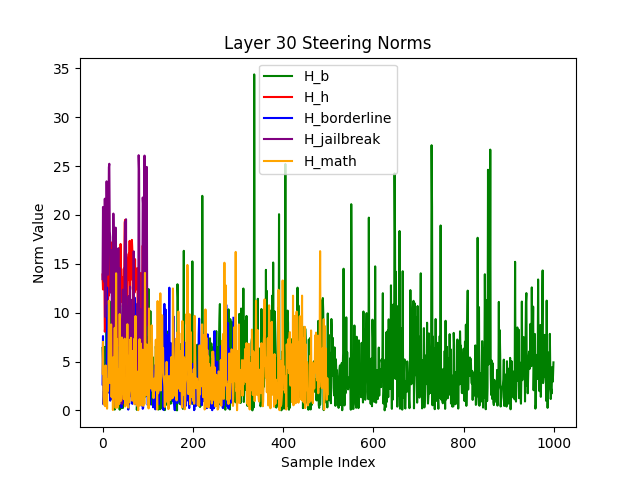 Layer 30 Steering Norms
35
30
25
20
15
10
5
0
Norm Value
H_b
H_h
H_borderline
H_jailbreak
H_math
0
200
400
600
800
1000
Sample Index